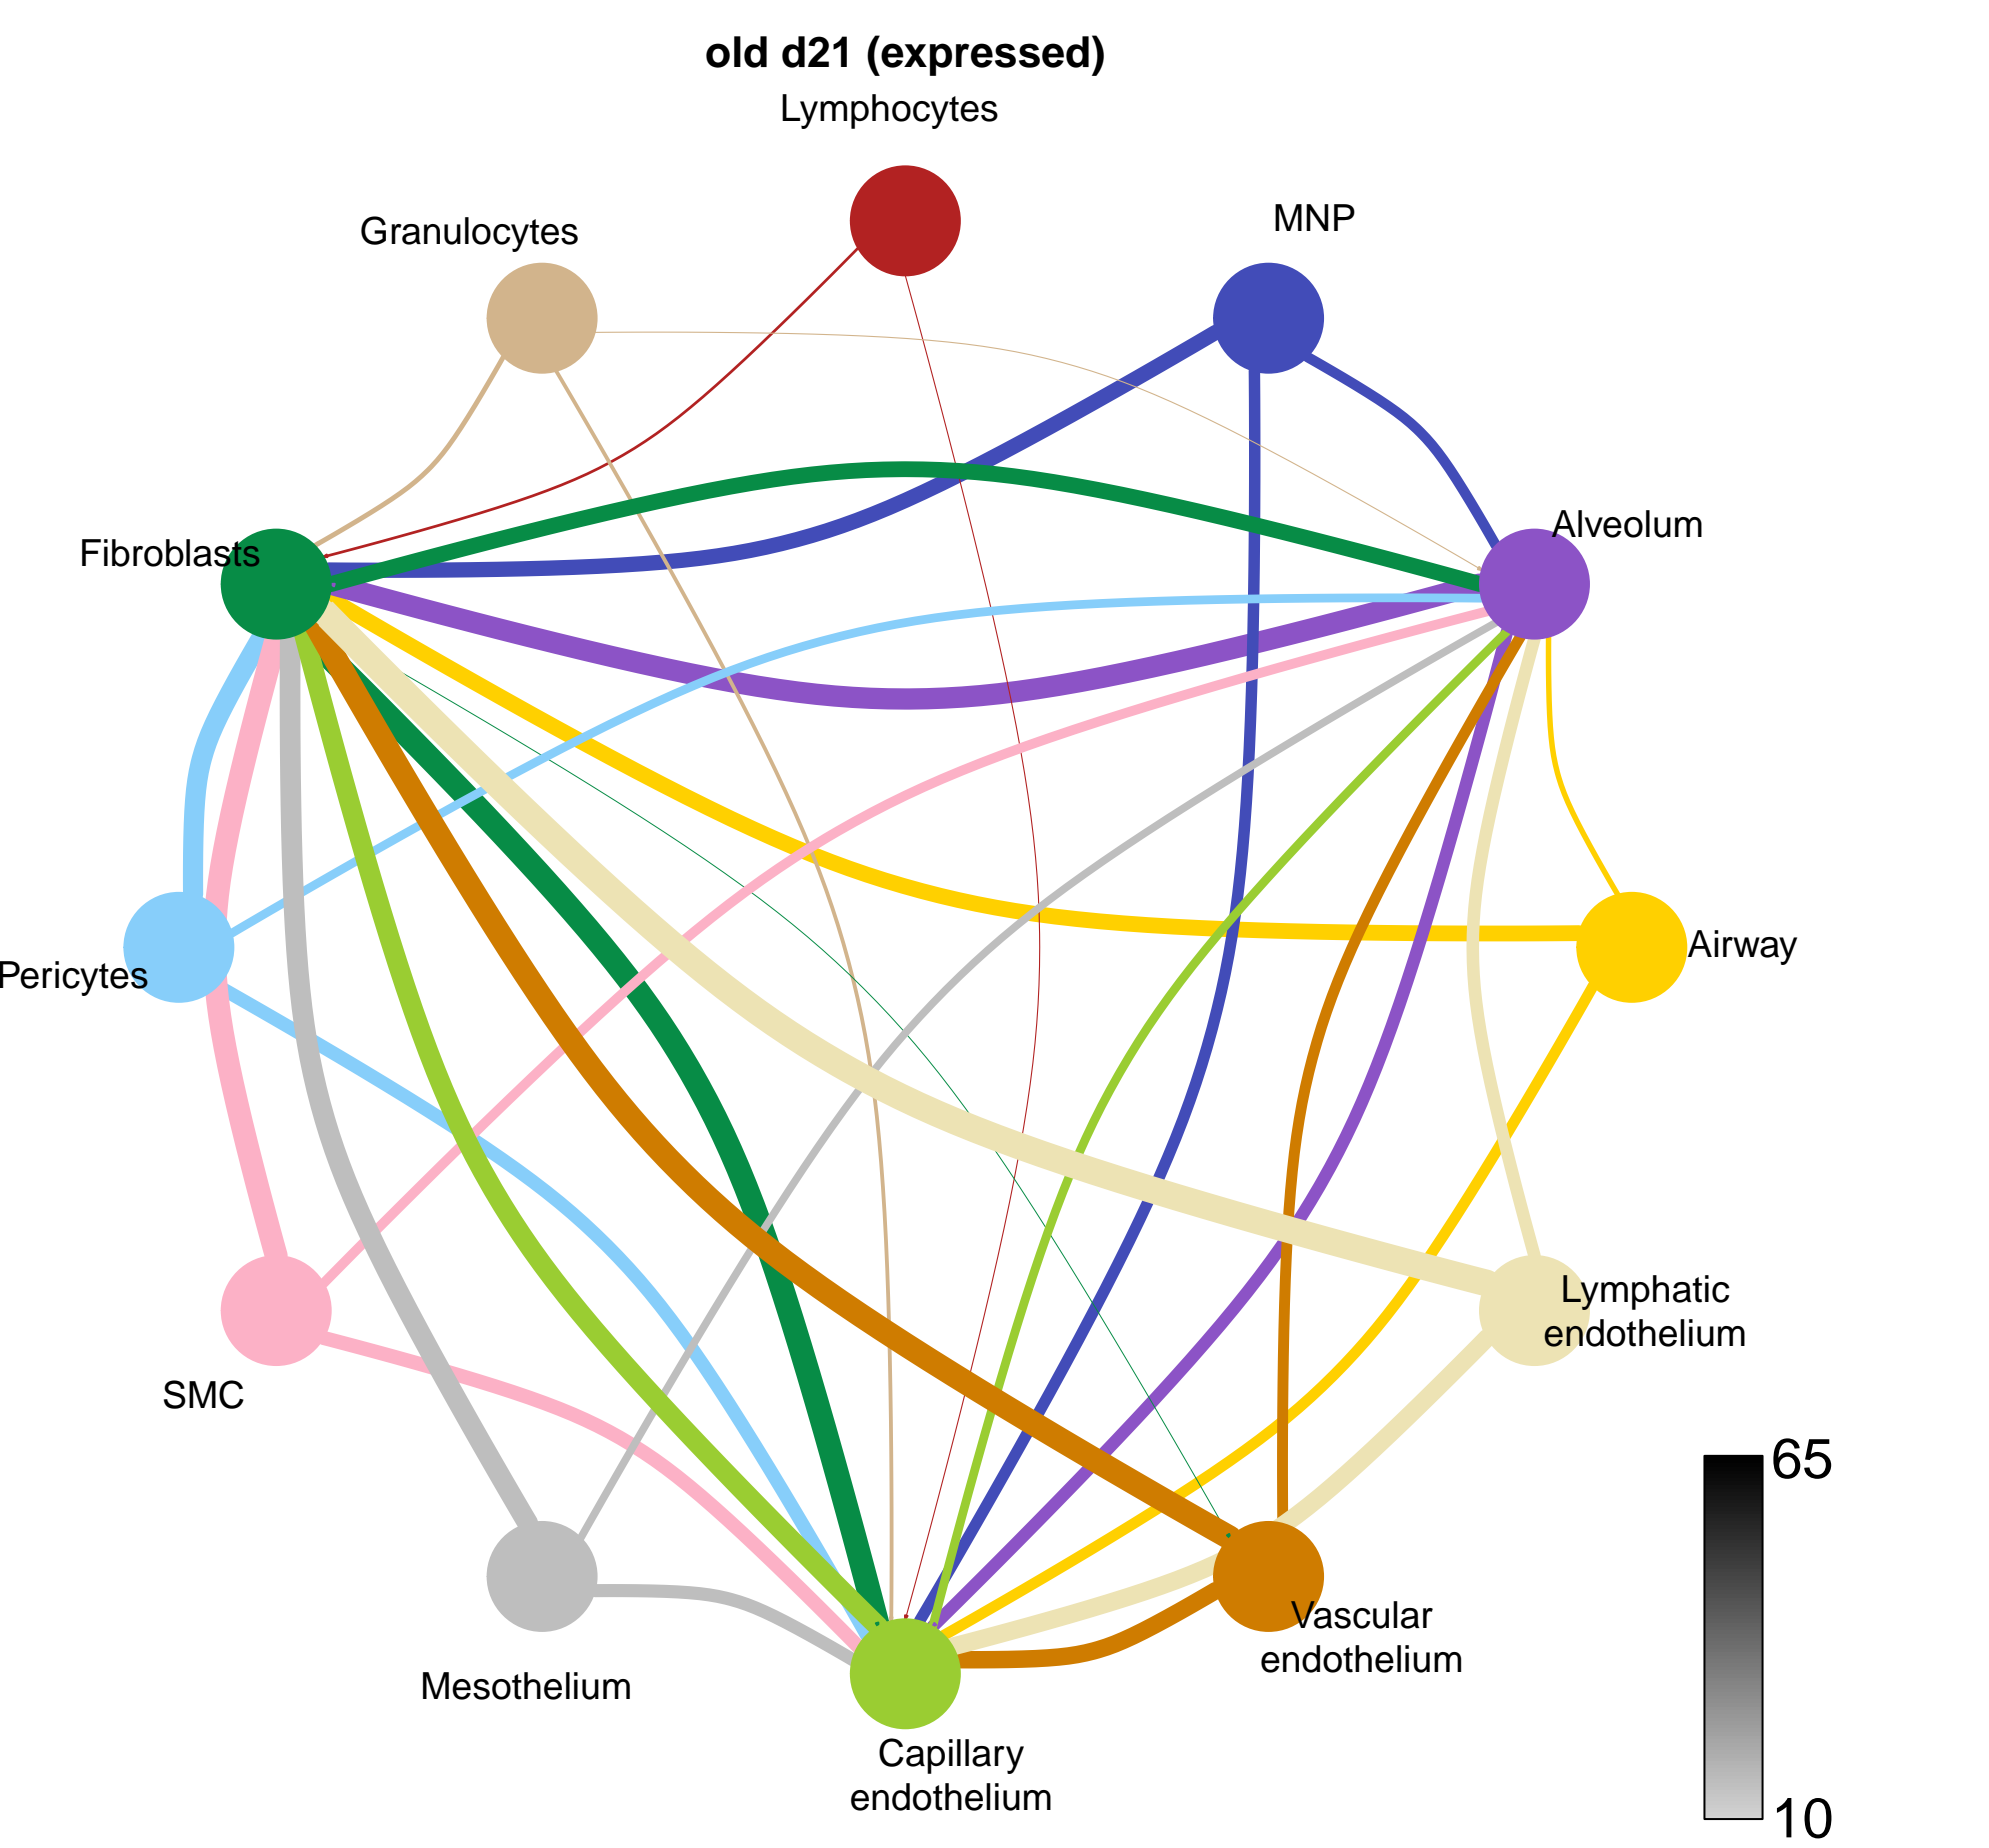 old d21 (expressed)
Lymphocytes
MNP
Granulocytes
Alveolum
Fibroblasts
Airway
Pericytes
Lymphatic
endothelium
SMC
65
Vascular
endothelium
Mesothelium
Capillary
endothelium
10